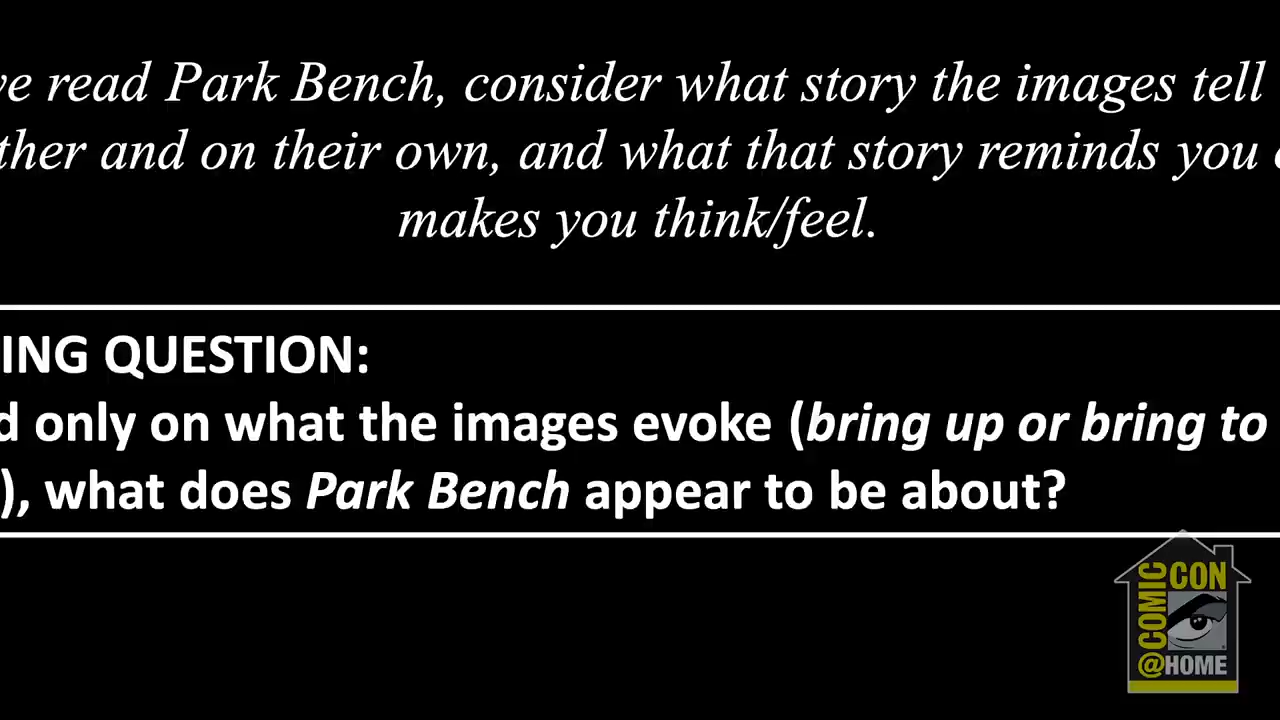 ve read Park Bench, consider what story the images tell
ther and on their own, and what that story reminds you
makes you think/feel.
ING QUESTION:
d only on what the images evoke (bring up or bring to
), what does Park Bench appear to be about?
COMIC
CON
@HOME